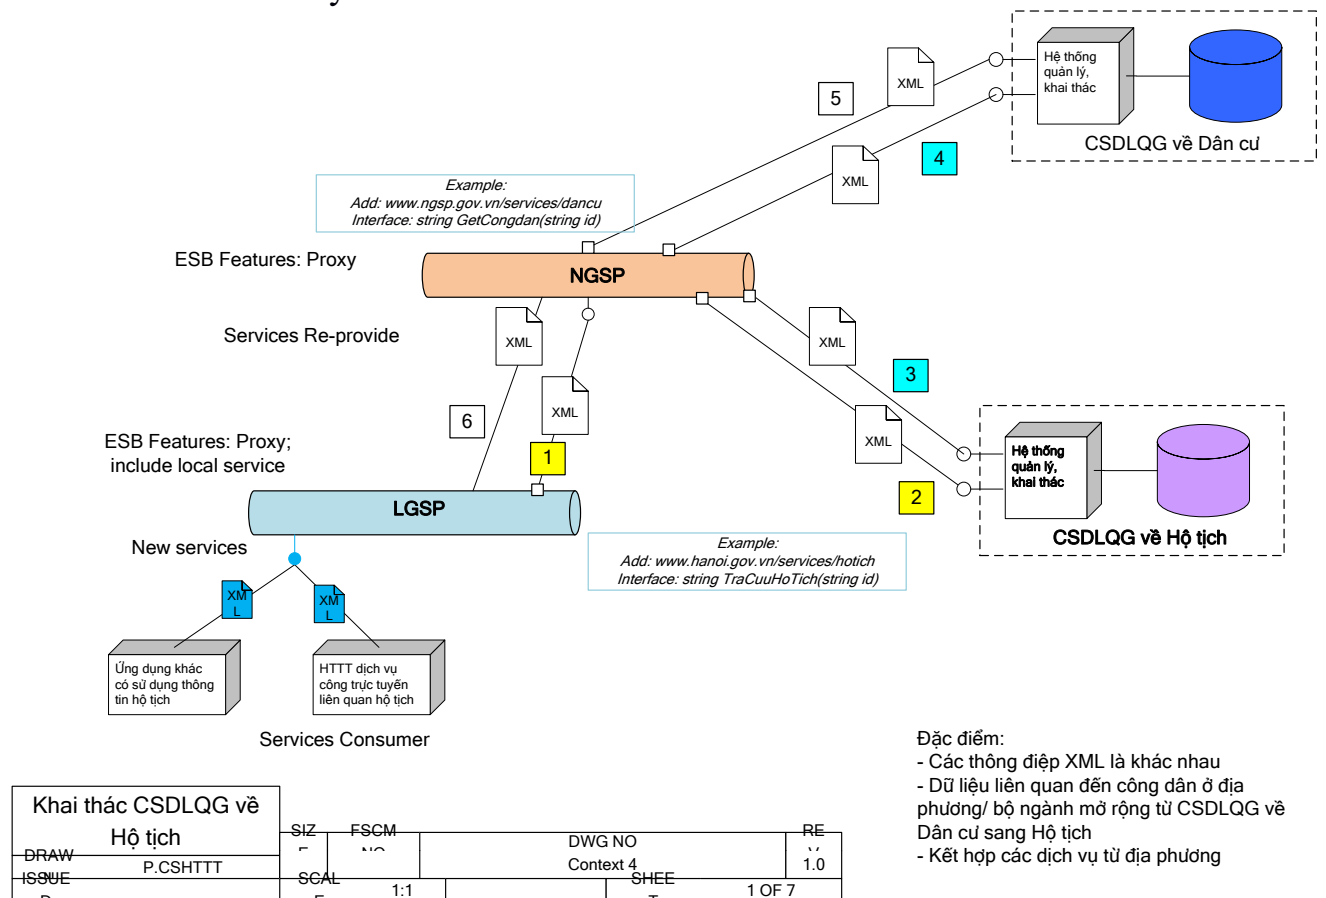 y
XML
Hệ thống
quản lý,
khai thác
5
CSDLQG về Dân cư
4
XML
Example:
Add: www.ngsp.gov.vn/services/dancu
Interface: string GetCongdan(string id)
ESB Features: Proxy
NGSP
Services Re-provide
XML
XML
3
XML
6
XML
ESB Features: Proxy;
include local service
1
Hệ thống
quản lý,
khai thác
2
LGSP
CSDLQG về Hộ tịch
New services
Example:
Add: www.hanoi.gov.vn/services/hotich
Interface: string TraCuuHoTich(string id)
XM
L
XM
L
Ứng dụng khác
có sử dụng thông
tin hộ tịch
HTTT dịch vụ
công trực tuyến
liên quan hộ tịch
Services Consumer
Đặc điểm:
- Các thông điệp XML là khác nhau
- Dữ liệu liên quan đến công dân ở địa
phương/ bộ ngành mở rộng từ CSDLQG về
Dân cư sang Hộ tịch
- Kết hợp các dịch vụ từ địa phương
Khai thác CSDLQG về
Hộ tịch
SIZ
FSCM
NO
DWG NO
RE
V
DRAW
P.CSHTTT
Context 4
1.0
ISSUE
SCAL
E
1:1
SHEE
T
1 OF 7